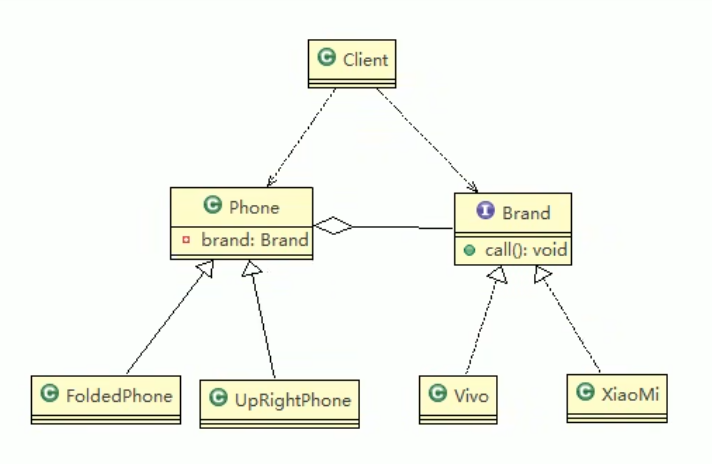 C Client
C Phone
brand: Brand
I Brand
call(): void
C FoldedPhone
C UpRightPhone
C Vivo
C XiaoMi